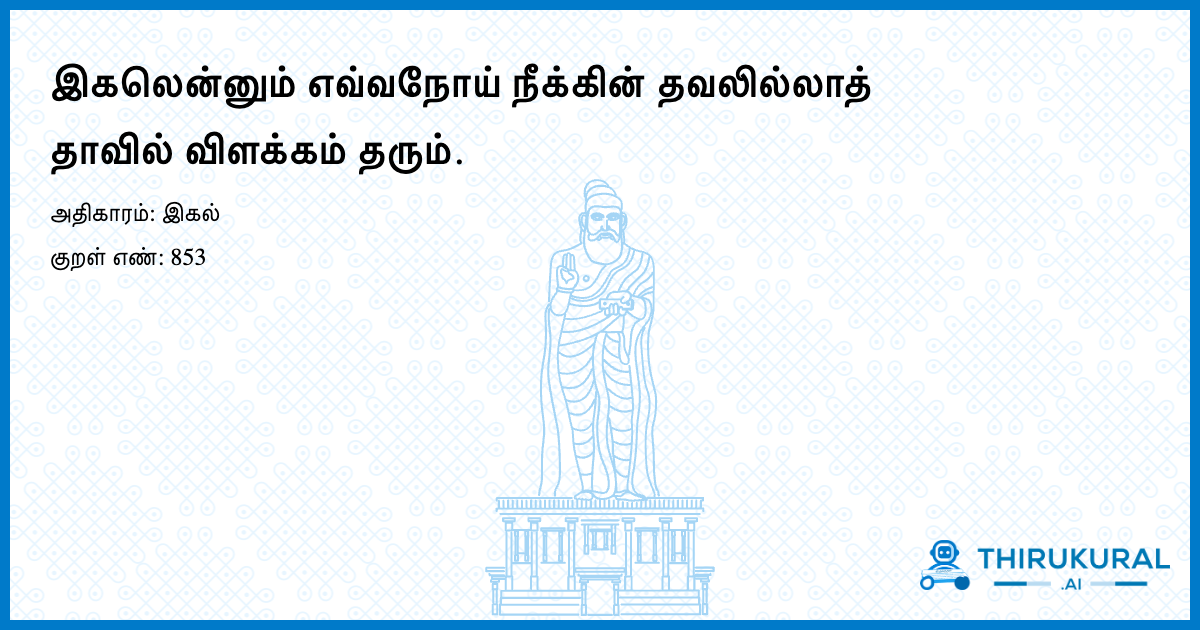 இகலென்னும் எவ்வநோய் நீக்கின் தவலில்லாத்
தாவில் விளக்கம் தரும்.
அதிகாரம்: இகல்
குறள் எண்: 853
THIRUKURAL
.AI